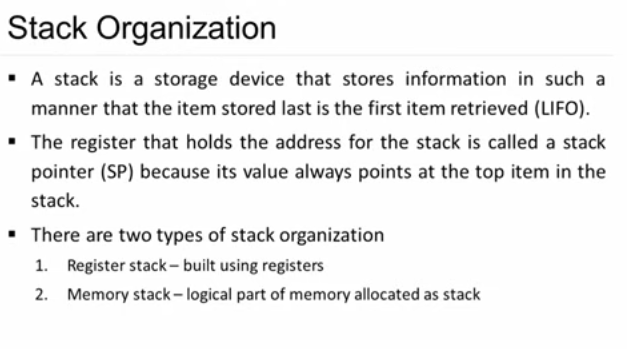 Stack Organization
▪ A stack is a storage device that stores information in such a
manner that the item stored last is the first item retrieved (LIFO).
▪ The register that holds the address for the stack is called a stack
pointer (SP) because its value always points at the top item in the
stack.
▪ There are two types of stack organization
1. Register stack – built using registers
2. Memory stack – logical part of memory allocated as stack